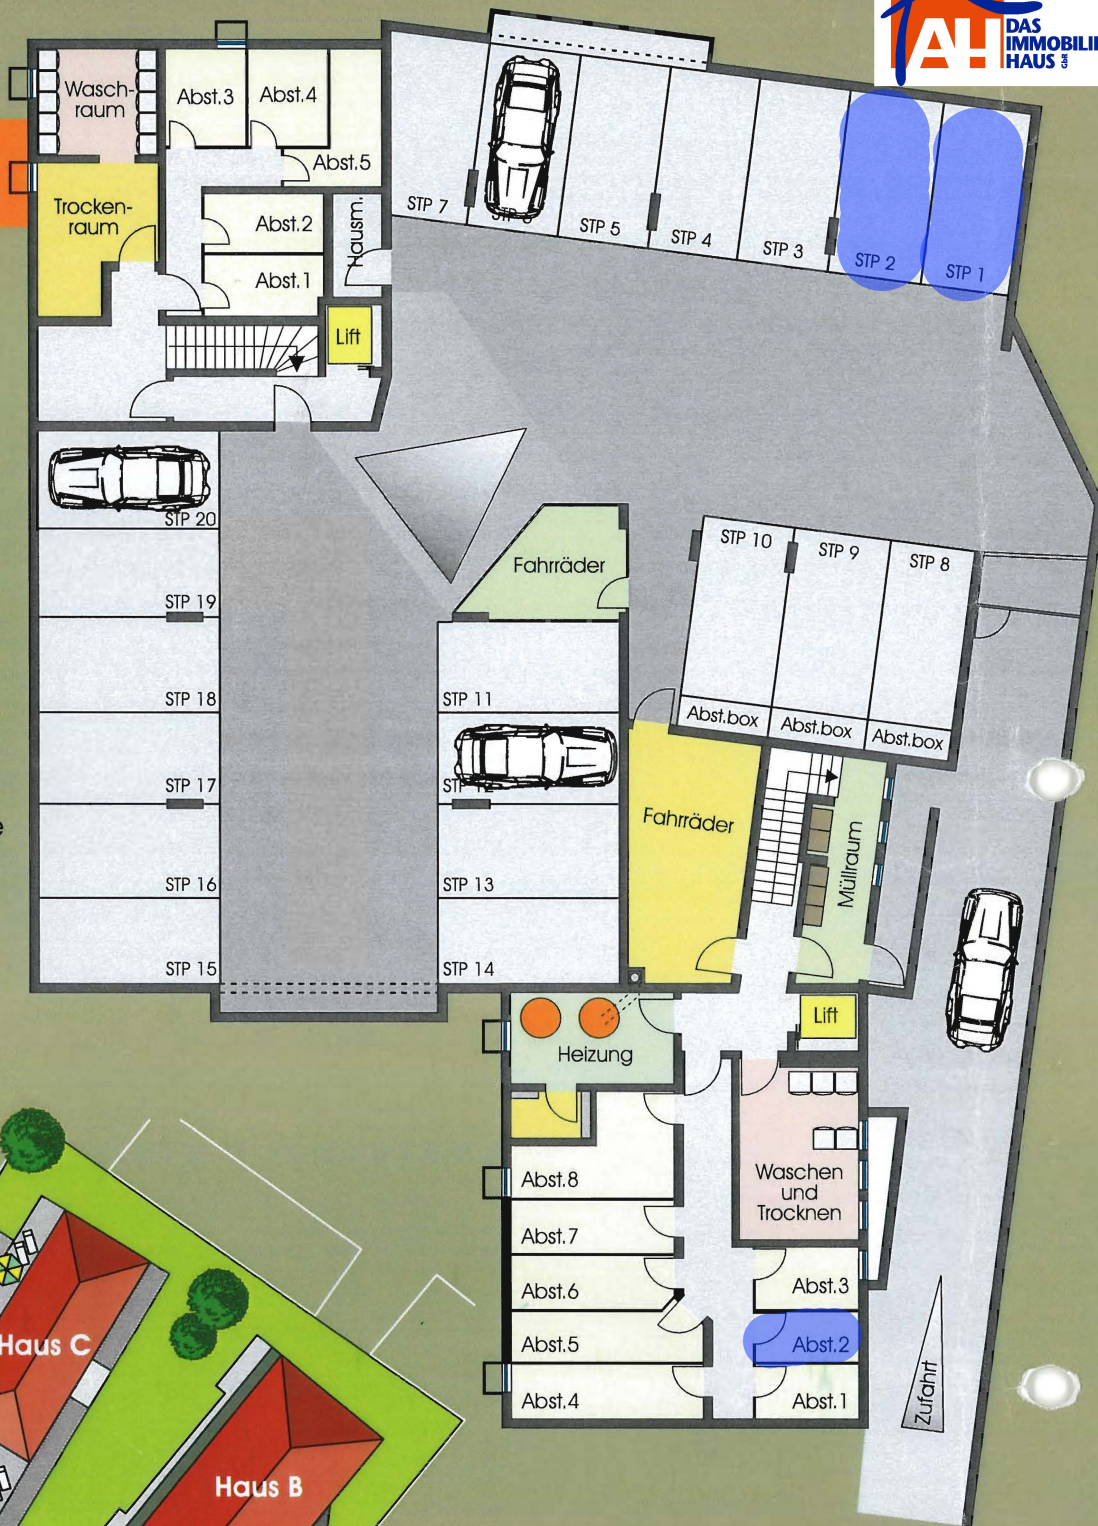 DAS
IMMOBILI
HAUS GbR
AH
Wasch-
raum
Abst.3
Abst.4
Abst.5
Trocken-
raum
Abst.2
Abst.1
Hausm.
Lift
STP 7
STP 5
STP 4
STP 3
STP 2
STP 1
STP 20
STP 19
STP 18
STP 17
STP 16
STP 15
Fahrräder
STP 11
STP 12
STP 13
STP 14
STP 10
STP 9
STP 8
Abst.box
Abst.box
Abst.box
Fahrräder
Müllraum
Lift
Heizung
Waschen
und
Trocknen
Abst.8
Abst.7
Abst.6
Abst.5
Abst.4
Abst.3
Abst.2
Abst.1
Zufahrt
Haus C
Haus B
e